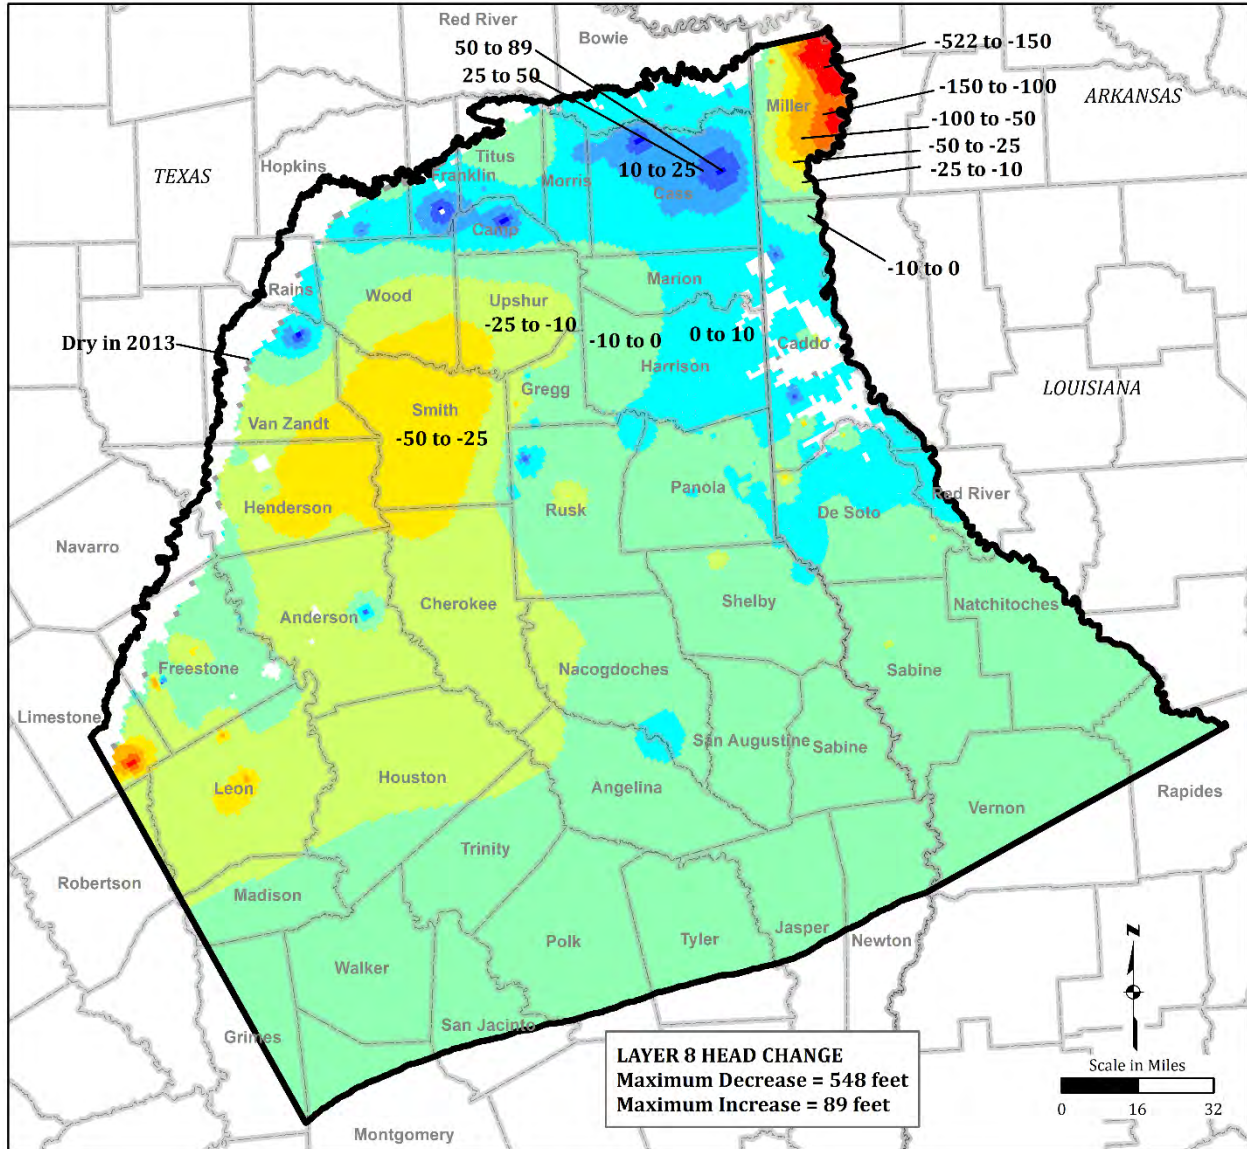 Red River
Bowie
50 to 89
25 to 50
-522 to -150
-150 to -100
ARKANSAS
Miller
-100 to -50
-50 to -25
-25 to -10
Hopkins
Titus
TEXAS
Franklin
Morris
10 to 25
Cass
Camp
-10 to 0
Marion
Rains
Wood
Upshur
-25 to -10
-10 to 0
0 to 10
Dry in 2013
Caddo
Harrison
LOUISIANA
Gregg
Smith
Van Zandt
-50 to -25
Panola
Red River
Henderson
Rusk
De Soto
Navarro
Shelby
Cherokee
Natchitoches
Anderson
Freestone
Nacogdoches
Sabine
Limestone
San Augustine
Sabine
Houston
Leon
Angelina
Vernon
Rapides
Trinity
Robertson
Madison
Jasper
Polk
Tyler
Newton
Walker
San Jacinto
Grimes
N
LAYER 8 HEAD CHANGE
Maximum Decrease = 548 feet
Maximum Increase = 89 feet
Scale in Miles
0 16 32
Montgomery